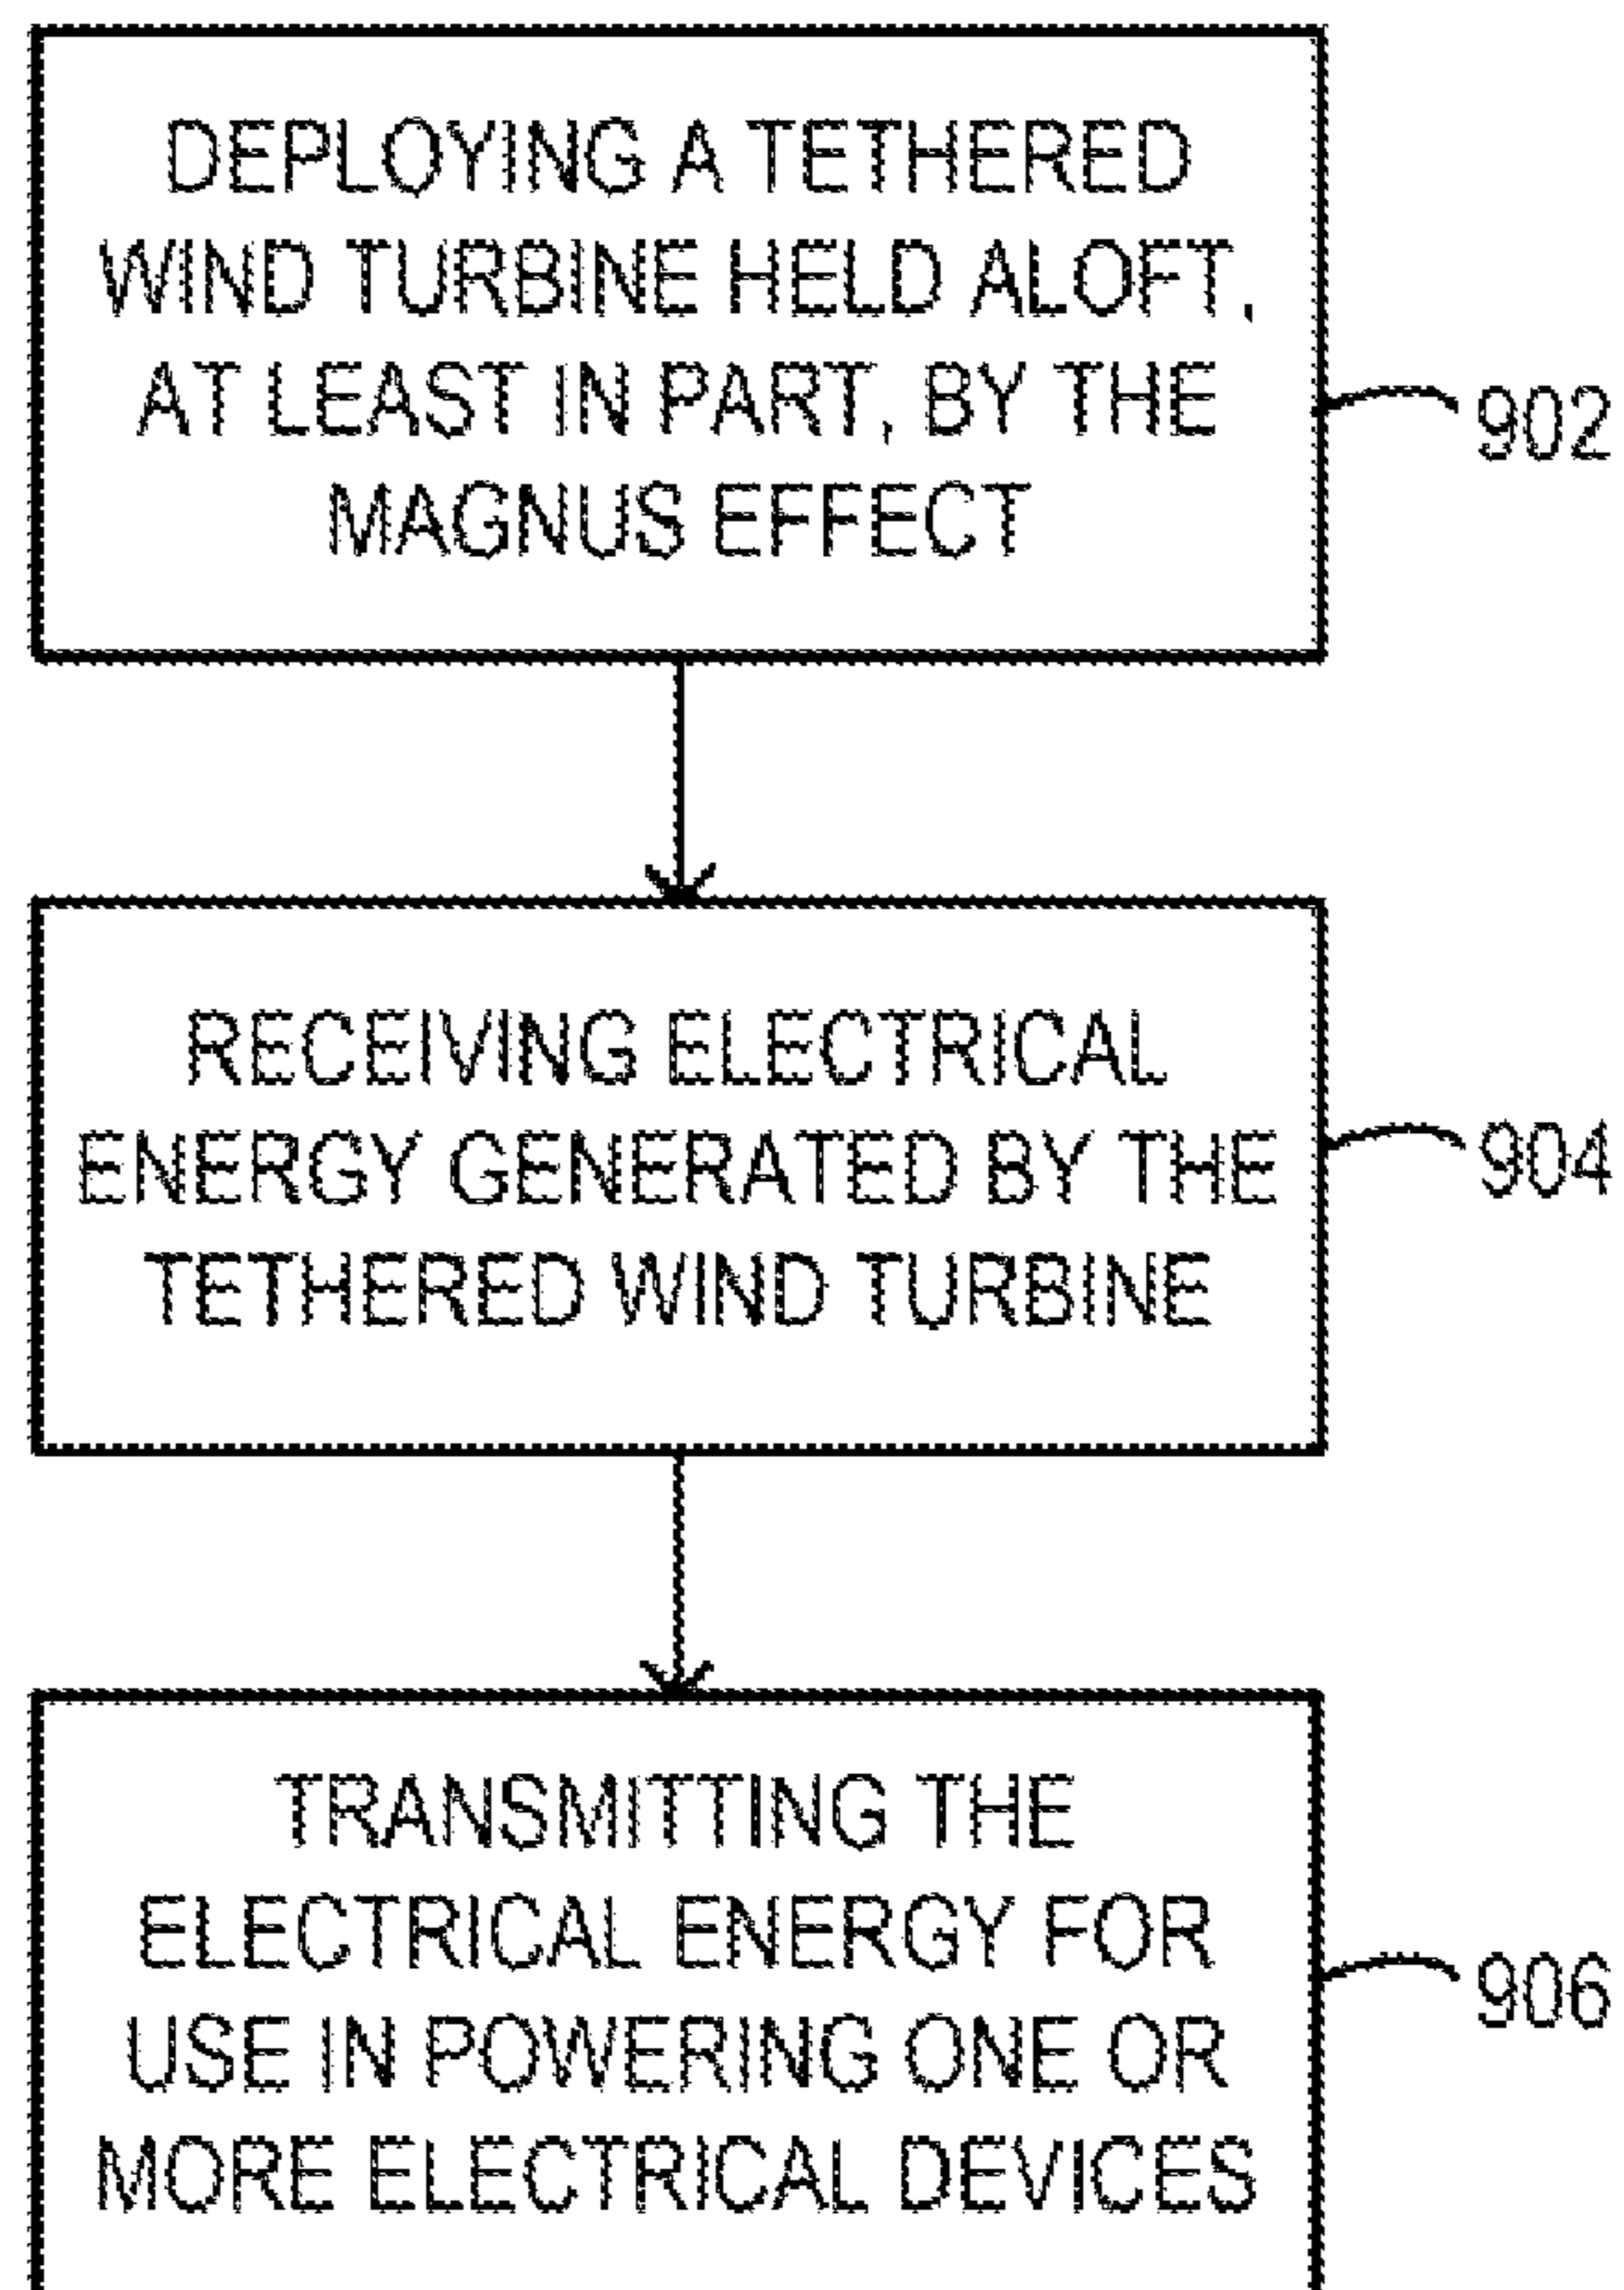 DEPLOYING A TETHERED
WIND TURBINE HELD ALOFT,
AT LEAST IN PART, BY THE
MAGNUS EFFECT
902
RECEIVING ELECTRICAL
ENERGY GENERATED BY THE
TETHERED WIND TURBINE
904
TRANSMITTING THE
ELECTRICAL ENERGY FOR
USE IN POWERING ONE OR
MORE ELECTRICAL DEVICES
906